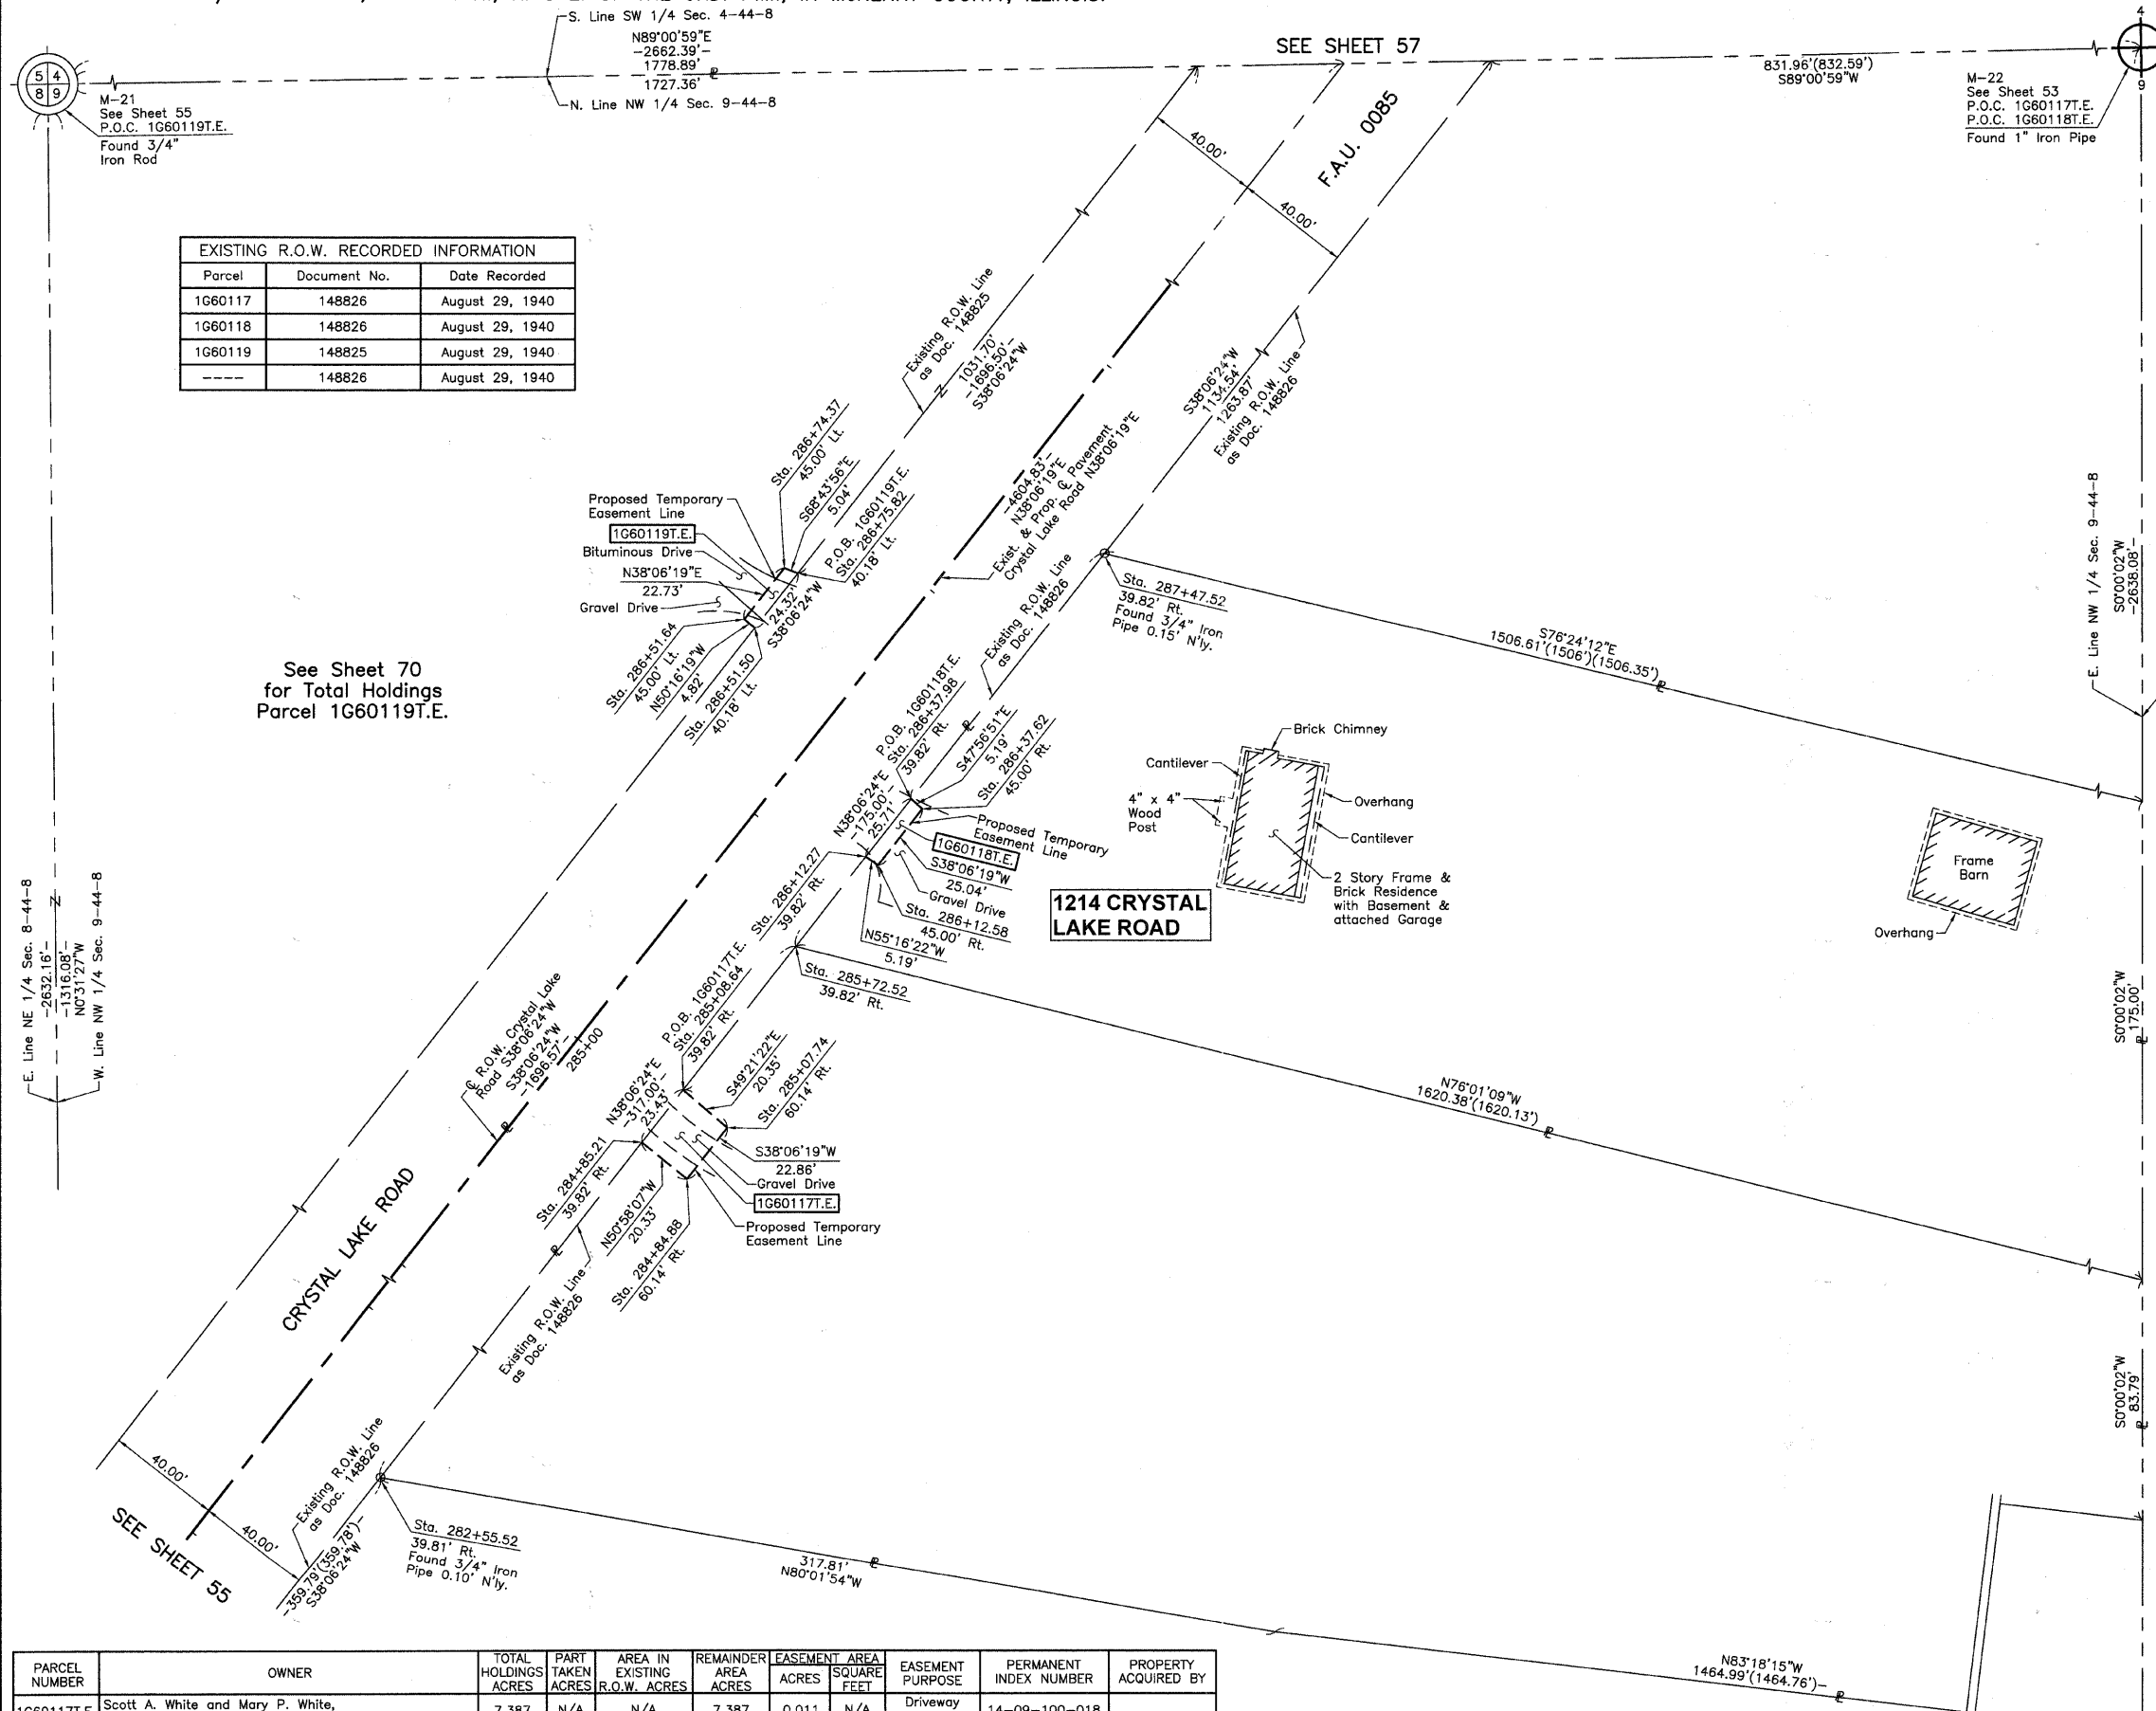 S. Line SW 1/4 Sec. 4-44-8
N89°00'59"E
-2662.39'-
1778.89'
1727.36'
N. Line NW 1/4 Sec. 9-44-8
SEE SHEET 57
831.96'(832.59')
S89°00'59"W
4
9
5 4
8 9
M-21
See Sheet 55
P.O.C. 1G60119T.E.
Found 3/4"
Iron Rod
M-22
See Sheet 53
P.O.C. 1G60117T.E.
P.O.C. 1G60118T.E.
Found 1" Iron Pipe
40.00'
40.00'
F.A.U. 0085
EXISTING R.O.W. RECORDED INFORMATION
Parcel Document No. Date Recorded
1G60117 148826 August 29, 1940
1G60118 148826 August 29, 1940
1G60119 148825 August 29, 1940
---- 148826 August 29, 1940
Existing R.O.W. Line
as Doc. 148825
1031.70'
-1696.50'-
S38°06'24"W
S38°06'24"W
1134.54'
1263.87'
Existing R.O.W. Line
as Doc. 148826
-4604.83'-
N38°06'19"E
Exist. & Prop. ℄ Pavement
Crystal Lake Road N38°06'19"E
Sta. 286+74.37
45.00' Lt.
S68°43'56"E
5.04'
P.O.B. 1G60119T.E.
Sta. 286+75.82
40.18' Lt.
Proposed Temporary
Easement Line
1G60119T.E.
Bituminous Drive
N38°06'19"E
22.73'
Gravel Drive
24.32'
S38°06'24"W
Sta. 286+51.64
45.00' Lt.
N50°16'19"W
4.82'
Sta. 286+51.50
40.18' Lt.
See Sheet 70
for Total Holdings
Parcel 1G60119T.E.
Existing R.O.W. Line
as Doc. 148826
Sta. 287+47.52
39.82' Rt.
Found 3/4" Iron
Pipe 0.15' N'ly.
S76°24'12"E
1506.61'(1506')(1506.35')
E. Line NW 1/4 Sec. 9-44-8
S0°00'02"W
-2638.08'-
P.O.B. 1G60118T.E.
Sta. 286+37.98
39.82' Rt.
S47°56'51"E
5.19'
Sta. 286+37.62
45.00' Rt.
N38°06'24"E
-175.00'-
25.71'
Proposed Temporary
Easement Line
1G60118T.E.
S38°06'19"W
25.04'
Gravel Drive
Sta. 286+12.58
45.00' Rt.
N55°16'22"W
5.19'
Sta. 286+12.27
39.82' Rt.
1214 CRYSTAL
LAKE ROAD
Brick Chimney
Cantilever
4" x 4"
Wood
Post
Overhang
Cantilever
2 Story Frame &
Brick Residence
with Basement &
attached Garage
Frame
Barn
Overhang
Sta. 285+72.52
39.82' Rt.
P.O.B. 1G60117T.E.
Sta. 285+08.64
39.82' Rt.
S49°21'22"E
20.35'
Sta. 285+07.74
60.14' Rt.
N38°06'24"E
-317.00'-
23.43'
S38°06'19"W
22.86'
Gravel Drive
1G60117T.E.
Proposed Temporary
Easement Line
Sta. 284+85.21
39.82' Rt.
N50°58'07"W
20.33'
Sta. 284+84.88
60.14' Rt.
E. Line NE 1/4 Sec. 8-44-8
-2632.16'-
-1316.08'-
N0°31'27"W
W. Line NW 1/4 Sec. 9-44-8
℄ R.O.W. Crystal Lake
Road S38°06'24"W
S38°06'24"W
-1696.57'-
285+00
N76°01'09"W
1620.38'(1620.13')
S0°00'02"W
175.00'
CRYSTAL LAKE ROAD
Existing R.O.W. Line
as Doc. 148826
S0°00'02"W
83.79'
40.00'
40.00'
SEE SHEET 55
Existing R.O.W. Line
as Doc. 148826
-359.79'(359.78')-
S38°06'24"W
Sta. 282+55.52
39.81' Rt.
Found 3/4" Iron
Pipe 0.10' N'ly.
317.81'
N80°01'54"W
N83°18'15"W
1464.99'(1464.76')-
PARCEL NUMBER OWNER TOTAL HOLDINGS ACRES PART TAKEN ACRES AREA IN EXISTING R.O.W. ACRES REMAINDER AREA ACRES EASEMENT AREA ACRES SQUARE FEET EASEMENT PURPOSE PERMANENT INDEX NUMBER PROPERTY ACQUIRED BY
1G60117T.E. Scott A. White and Mary P. White, 7.387 N/A N/A 7.387 0.011 N/A Driveway 14-09-100-018